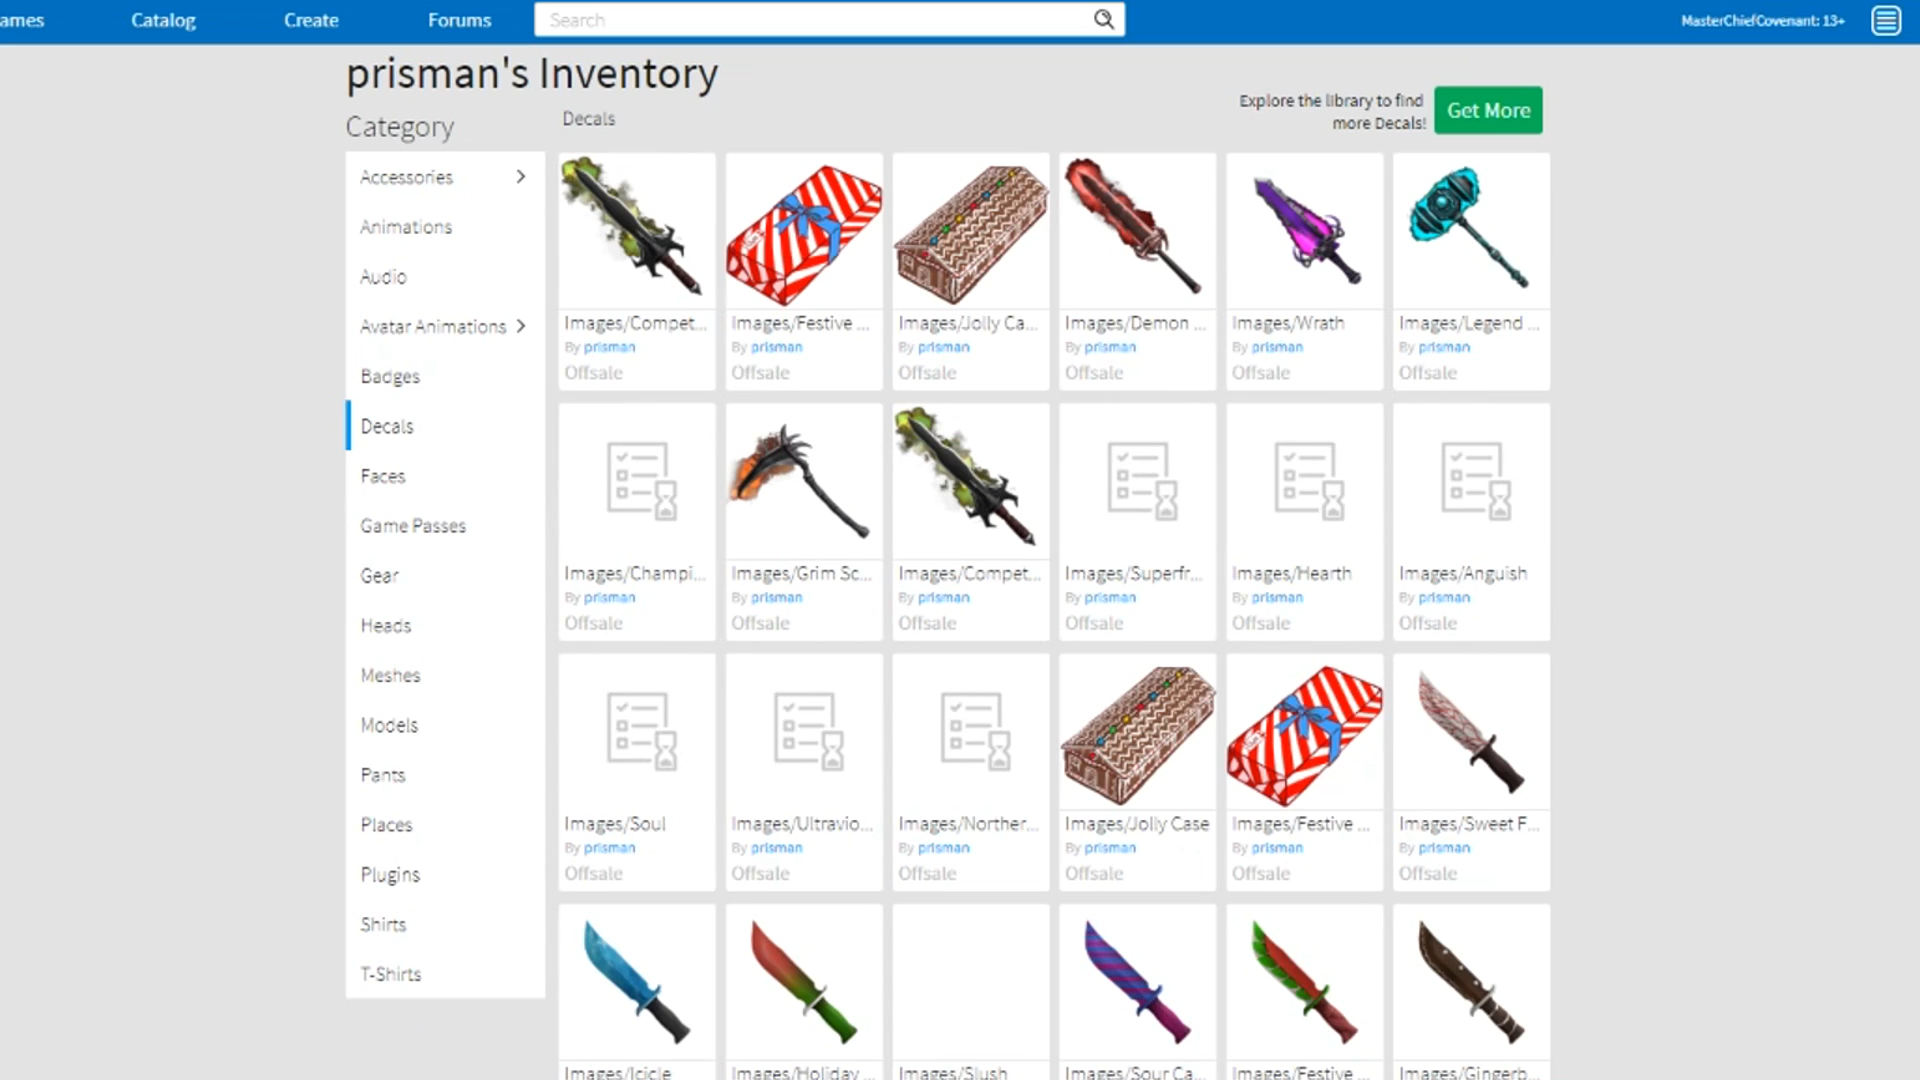 ames Catalog Create Forums Search MasterChiefCovenant: 13+
prisman's Inventory
Explore the library to find
more Decals!
Get More
Category
Decals
Accessories
Animations
Audio
Avatar Animations
Badges
Decals
Faces
Game Passes
Gear
Heads
Meshes
Models
Pants
Places
Plugins
Shirts
T-Shirts
Images/Compet... Images/Festive ... Images/Jolly Ca... Images/Demon ... Images/Wrath Images/Legend ...
By prisman By prisman By prisman By prisman By prisman By prisman
Offsale Offsale Offsale Offsale Offsale Offsale
Images/Champi... Images/Grim Sc... Images/Compet... Images/Superfr... Images/Hearth Images/Anguish
By prisman By prisman By prisman By prisman By prisman By prisman
Offsale Offsale Offsale Offsale Offsale Offsale
Images/Soul Images/Ultravio... Images/Norther... Images/Jolly Case Images/Festive ... Images/Sweet F...
By prisman By prisman By prisman By prisman By prisman By prisman
Offsale Offsale Offsale Offsale Offsale Offsale
Images/Icicle Images/Holiday ... Images/Slush Images/Sour Ca... Images/Festive ... Images/Gingerb...